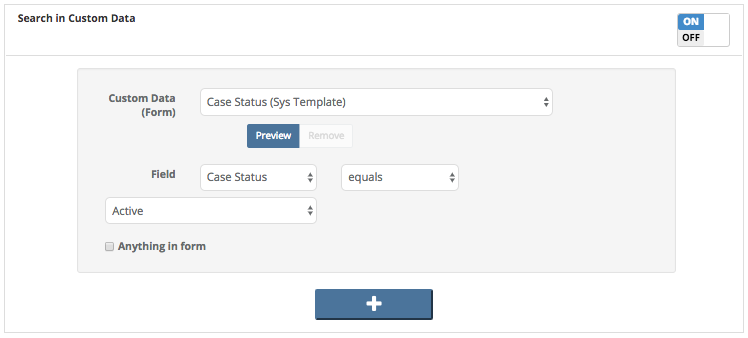 Search in Custom Data
ON
OFF
Custom Data
(Form)
Case Status (Sys Template)
Preview Remove
Field Case Status equals
Active
Anything in form
+